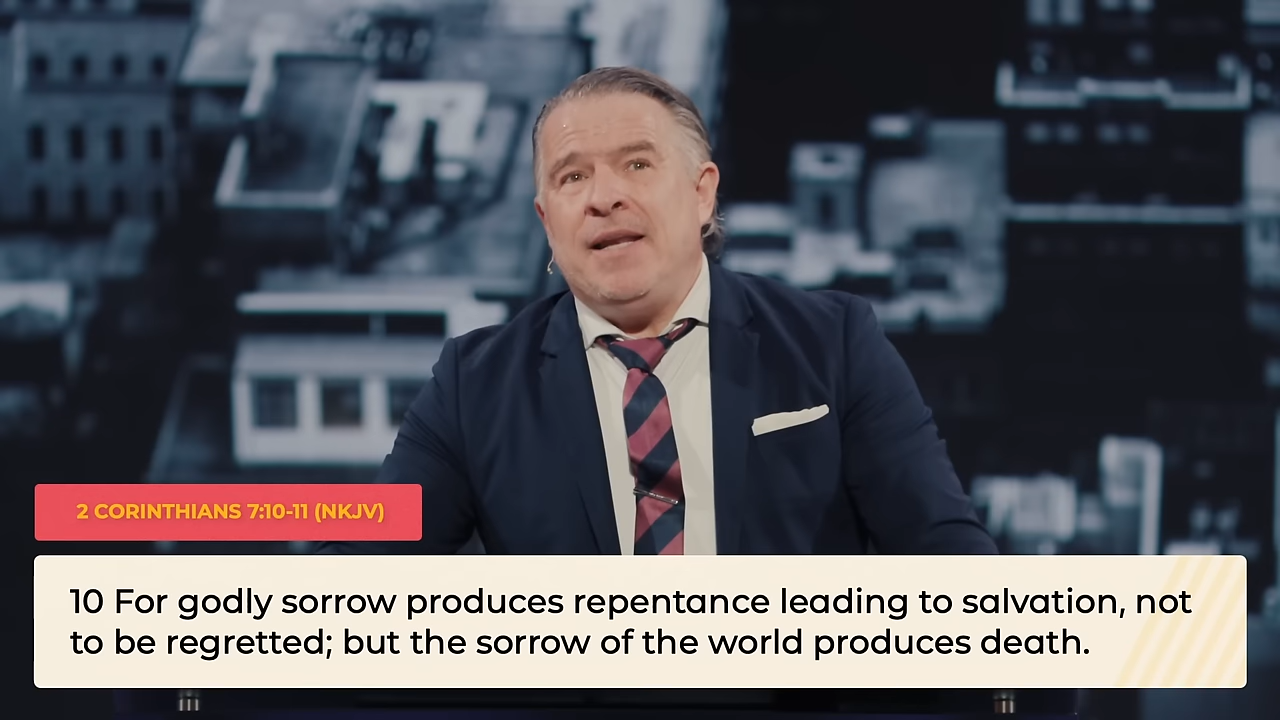 2 CORINTHIANS 7:10-11 (NKJV)
10 For godly sorrow produces repentance leading to salvation, not
to be regretted; but the sorrow of the world produces death.